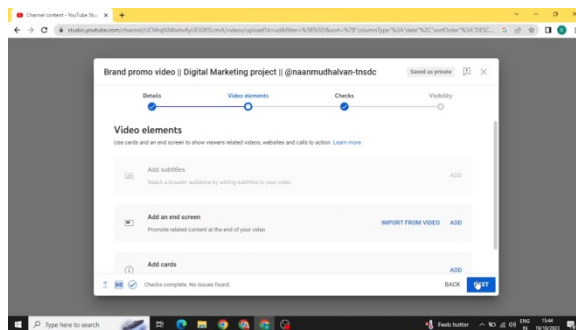 Channel content - YouTube Stu
Brand promo video || Digital Marketing project || @naanmudhalvan-tnsdc
Saved as private
Details
Video elements
Checks
Visibility
Video elements
Use cards and an end screen to show viewers related videos, websites and calls to action. Learn more
Add subtitles
Reach a broader audience by adding subtitles to your video
ADD
Add an end screen
Promote related content at the end of your video
IMPORT FROM VIDEO
ADD
Add cards
ADD
Checks complete. No issues found.
BACK
NEXT
Type here to search
Feels hotter
ENG
IN
15:44
18/10/2023